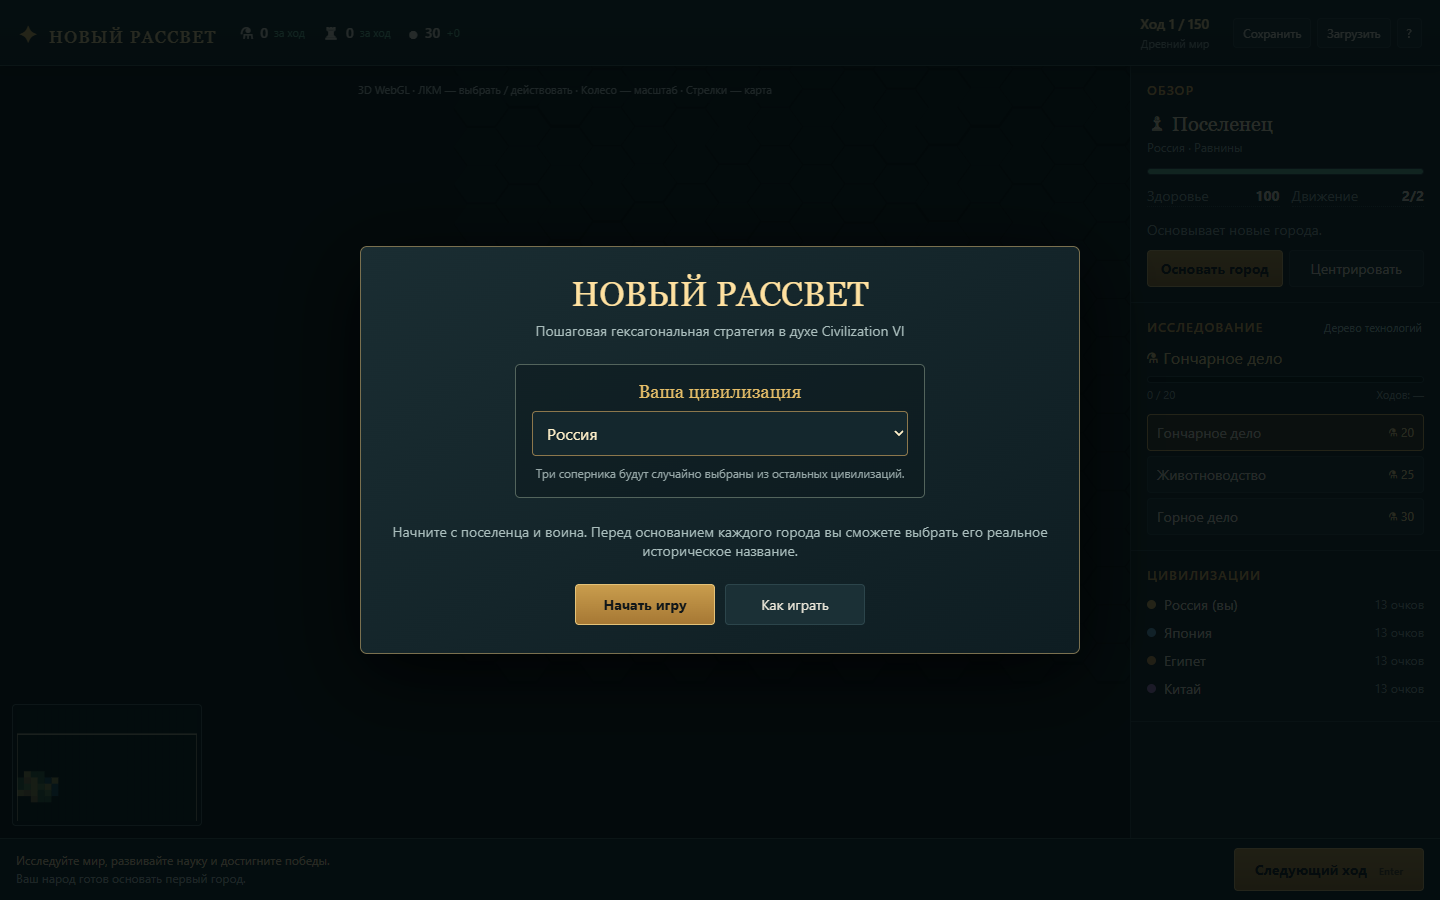 НОВЫЙ РАССВЕТ
0 за ход
0 за ход
30 +0
Ход 1 / 150
Древний мир
Сохранить
Загрузить
?
3D WebGL · ЛКМ — выбрать / действовать · Колесо — масштаб · Стрелки — карта
ОБЗОР
Поселенец
Россия · Равнины
Здоровье 100 Движение 2/2
Основывает новые города.
Основать город
Центрировать
ИССЛЕДОВАНИЕ
Дерево технологий
Гончарное дело
0 / 20
Ходов: —
Гончарное дело 20
Животноводство 25
Горное дело 30
ЦИВИЛИЗАЦИИ
Россия (вы) 13 очков
Япония 13 очков
Египет 13 очков
Китай 13 очков
НОВЫЙ РАССВЕТ
Пошаговая гексагональная стратегия в духе Civilization VI
Ваша цивилизация
Россия
Три соперника будут случайно выбраны из остальных цивилизаций.
Начните с поселенца и воина. Перед основанием каждого города вы сможете выбрать его реальное
историческое название.
Начать игру
Как играть
Исследуйте мир, развивайте науку и достигните победы.
Ваш народ готов основать первый город.
Следующий ход Enter